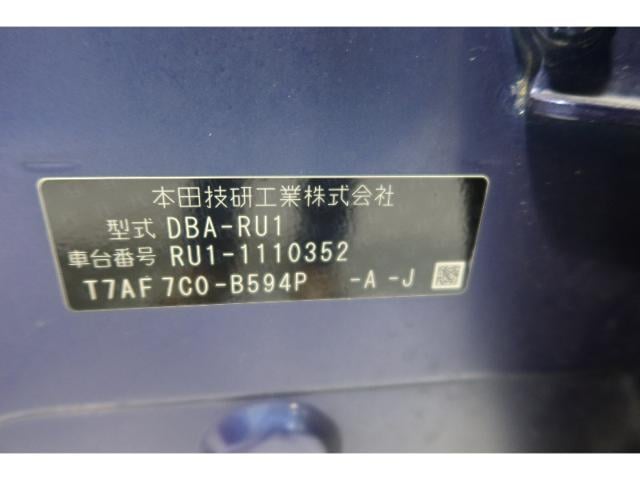 本田技研工業株式会社
型式 DBA-RU1
車台番号 RU1-1110352
T7AF 7C0-B594P -A -J